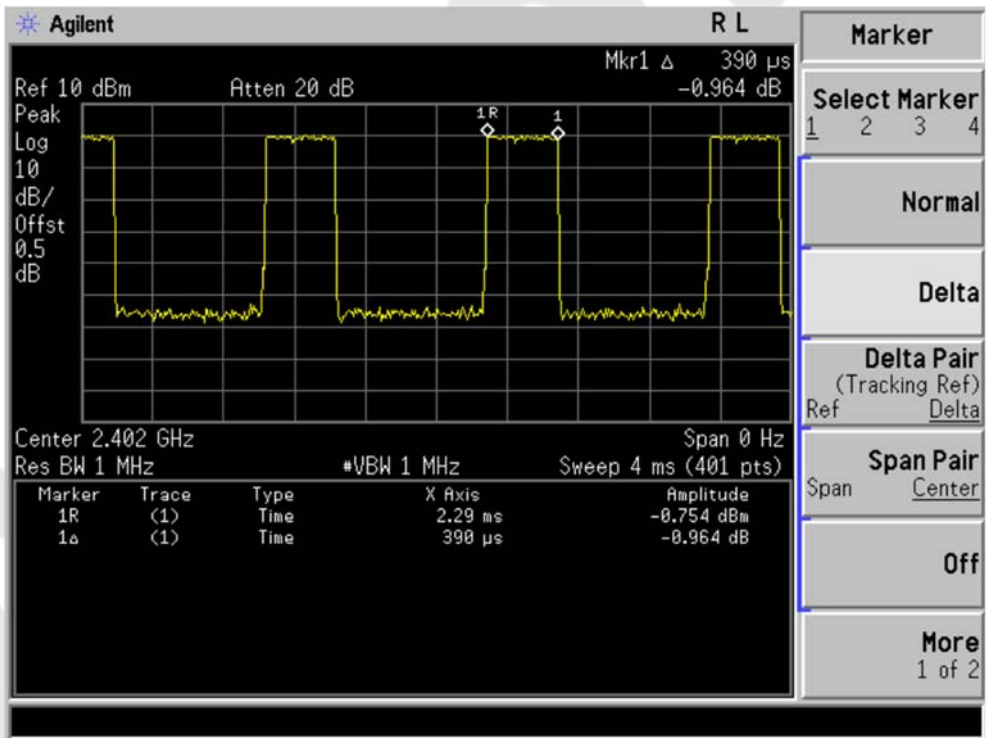 Agilent
R L
Mkr1 Δ 390 µs
Ref 10 dBm Atten 20 dB -0.964 dB
Peak
Log
10
dB/
Offst
0.5
dB
1R
1
Center 2.402 GHz Span 0 Hz
Res BW 1 MHz #VBW 1 MHz Sweep 4 ms (401 pts)
Marker Trace Type X Axis Amplitude
1R (1) Time 2.29 ms -0.754 dBm
1Δ (1) Time 390 µs -0.964 dB
Marker
Select Marker
1 2 3 4
Normal
Delta
Delta Pair
(Tracking Ref)
Ref Delta
Span Pair
Span Center
Off
More
1 of 2